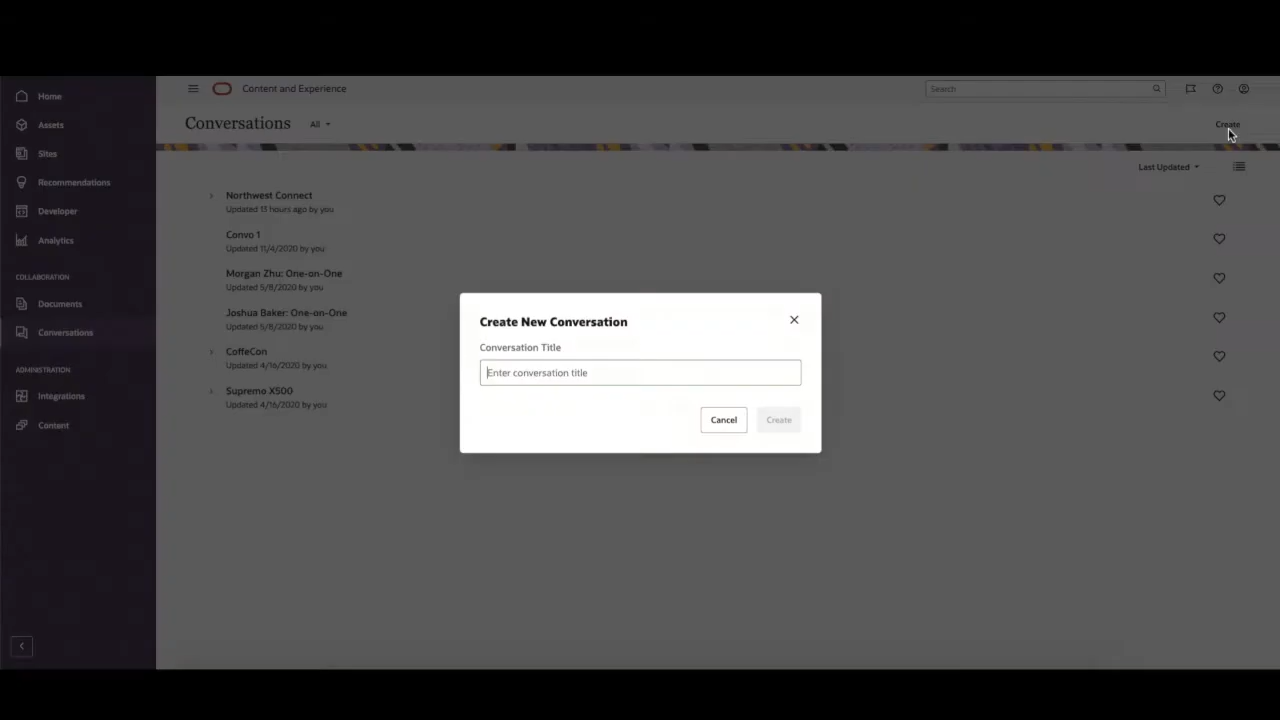 Home
Assets
Sites
Recommendations
Developer
Analytics
COLLABORATION
Documents
Conversations
ADMINISTRATION
Integrations
Content
Content and Experience
Search
Conversations All
Create
Last Updated
Northwest Connect
Updated 13 hours ago by you
Convo 1
Updated 11/4/2020 by you
Morgan Zhu: One-on-One
Updated 5/8/2020 by you
Joshua Baker: One-on-One
Updated 5/8/2020 by you
CoffeCon
Updated 4/16/2020 by you
Supremo X500
Updated 4/16/2020 by you
Create New Conversation
Conversation Title
Enter conversation title
Cancel Create